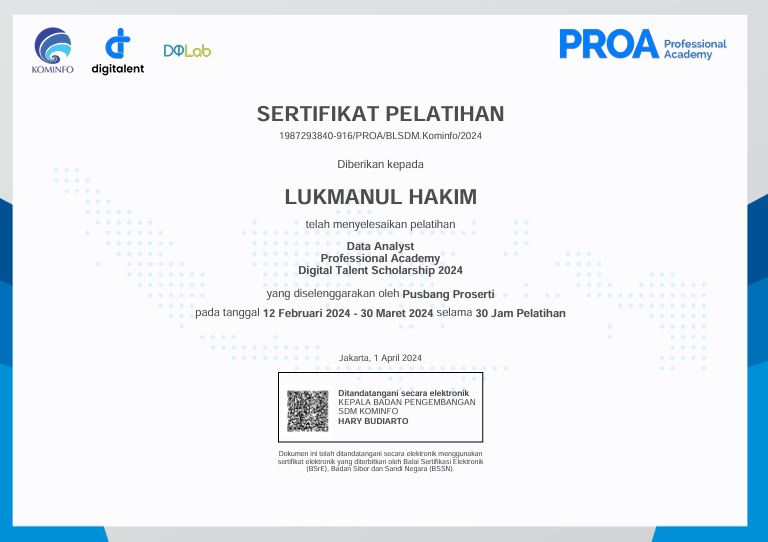 KOMINFO
digitalent
DQLab
PROA Professional Academy
SERTIFIKAT PELATIHAN
1987293840-916/PROA/BLSDM.Kominfo/2024
Diberikan kepada
LUKMANUL HAKIM
telah menyelesaikan pelatihan
Data Analyst
Professional Academy
Digital Talent Scholarship 2024
yang diselenggarakan oleh Pusbang Proserti
pada tanggal 12 Februari 2024 - 30 Maret 2024 selama 30 Jam Pelatihan
Jakarta, 1 April 2024
Ditandatangani secara elektronik
KEPALA BADAN PENGEMBANGAN
SDM KOMINFO
HARY BUDIARTO
Dokumen ini telah ditandatangani secara elektronik menggunakan
sertifikat elektronik yang diterbitkan oleh Balai Sertifikasi Elektronik
(BSrE), Badan Siber dan Sandi Negara (BSSN).